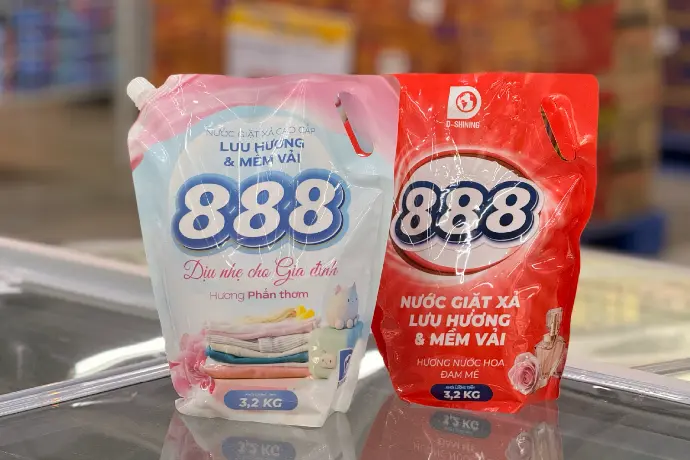 NƯỚC GIẶT XẢ CAO CẤP
LƯU HƯƠNG
& MỀM VẢI
888
Dịu nhẹ cho Gia đình
Hương Phấn thơm
3,2 KG
D-SHINING
888
NƯỚC GIẶT XẢ
LƯU HƯƠNG
& MỀM VẢI
HƯƠNG NƯỚC HOA
ĐAM MÊ
3,2 KG